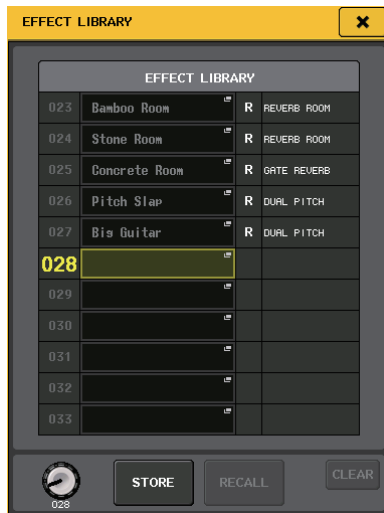 EFFECT LIBRARY
EFFECT LIBRARY
023 Bamboo Room R REVERB ROOM
024 Stone Room R REVERB ROOM
025 Concrete Room R GATE REVERB
026 Pitch Slap R DUAL PITCH
027 Big Guitar R DUAL PITCH
028
029
030
031
032
033
028 STORE RECALL CLEAR